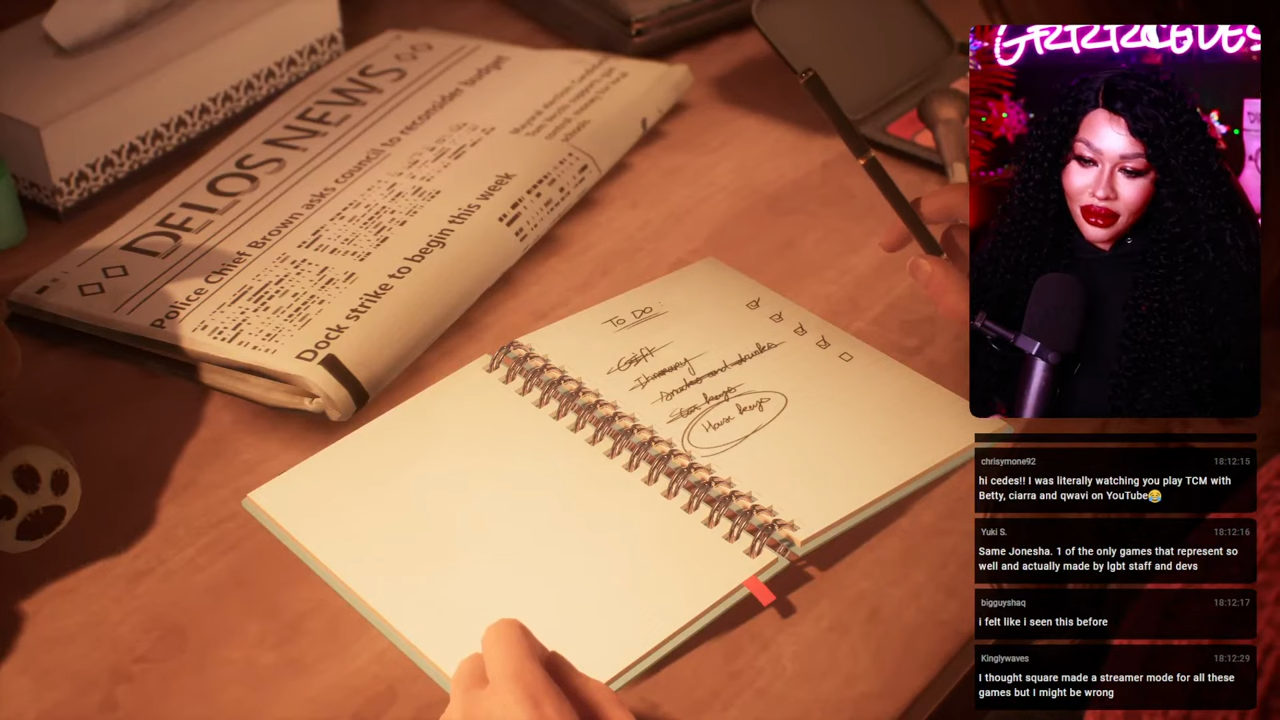 DELOS NEWS
Police Chief Brown asks council to reconsider budget
Dock strike to begin this week
school.
TO DO:
Gift
Itinerary
Snacks and drinks
Star keys
House keys
chrisymone92 18:12:15
hi cedes!! I was literally watching you play TCM with
Betty, ciarra and qwavi on YouTube😂
Yuki S. 18:12:16
Same Jonesha. 1 of the only games that represent so
well and actually made by lgbt staff and devs
bigguyshaq 18:12:17
i felt like i seen this before
Kinglywaves 18:12:29
I thought square made a streamer mode for all these
games but I might be wrong